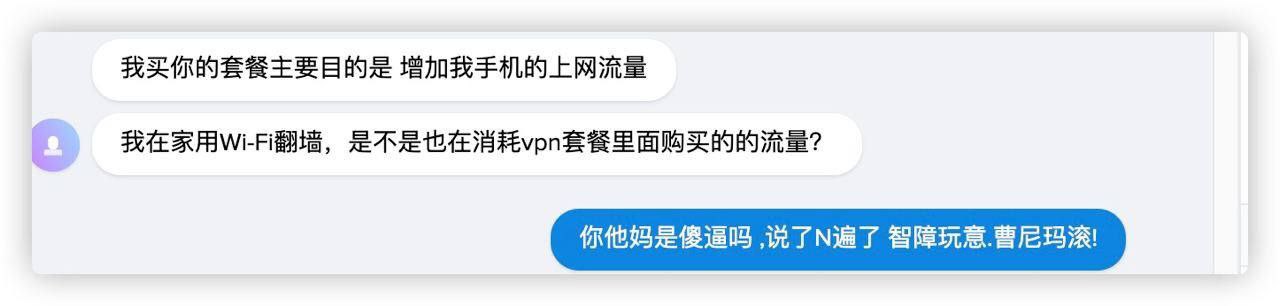 我买你的套餐主要目的是 增加我手机的上网流量
我在家用Wi-Fi翻墙，是不是也在消耗vpn套餐里面购买的的流量？
你他妈是傻逼吗 ,说了N遍了 智障玩意.曹尼玛滚!